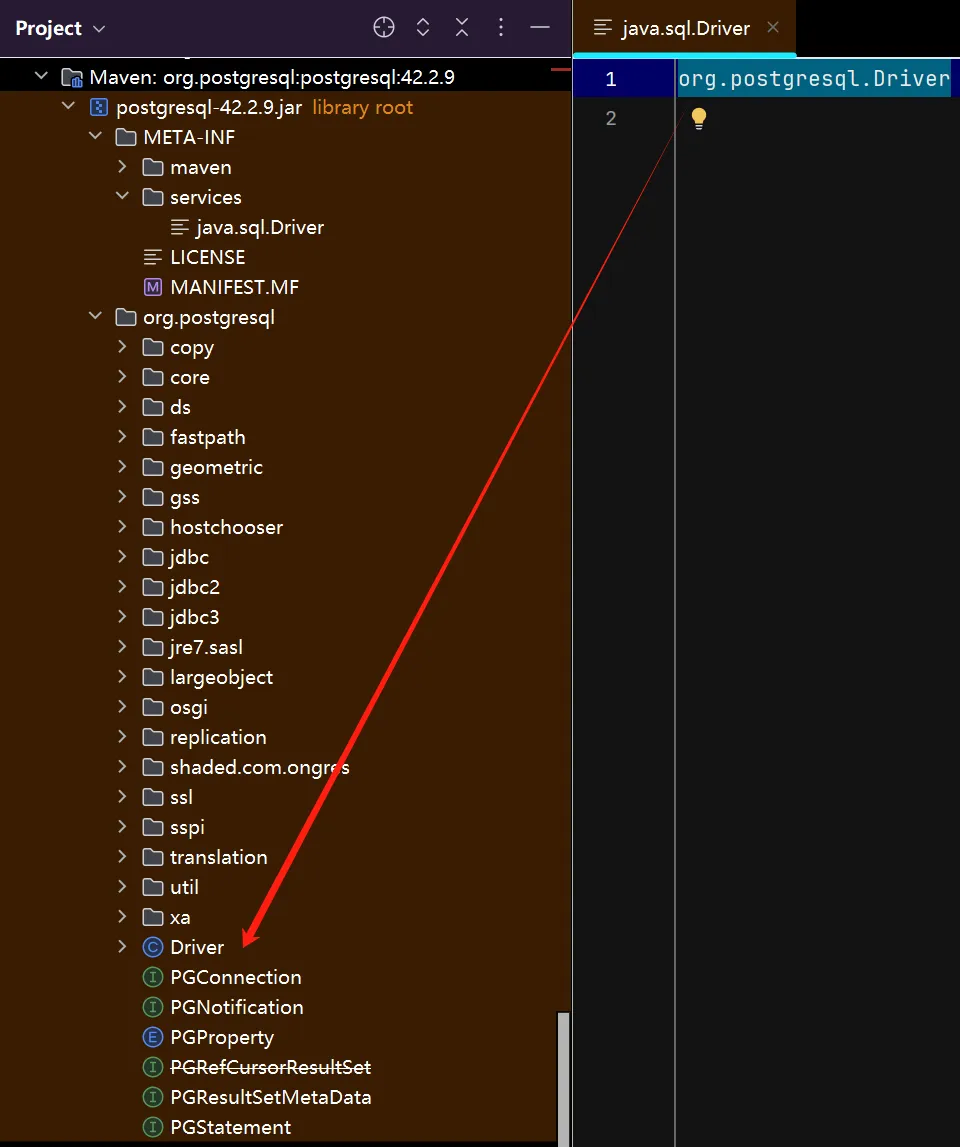 Project
java.sql.Driver
Maven: org.postgresql:postgresql:42.2.9
postgresql-42.2.9.jar library root
META-INF
maven
services
java.sql.Driver
LICENSE
M MANIFEST.MF
org.postgresql
copy
core
ds
fastpath
geometric
gss
hostchooser
jdbc
jdbc2
jdbc3
jre7.sasl
largeobject
osgi
replication
shaded.com.ongres
ssl
sspi
translation
util
xa
C Driver
I PGConnection
I PGNotification
E PGProperty
I PGRefCursorResultSet
I PGResultSetMetaData
I PGStatement
1 org.postgresql.Driver
2